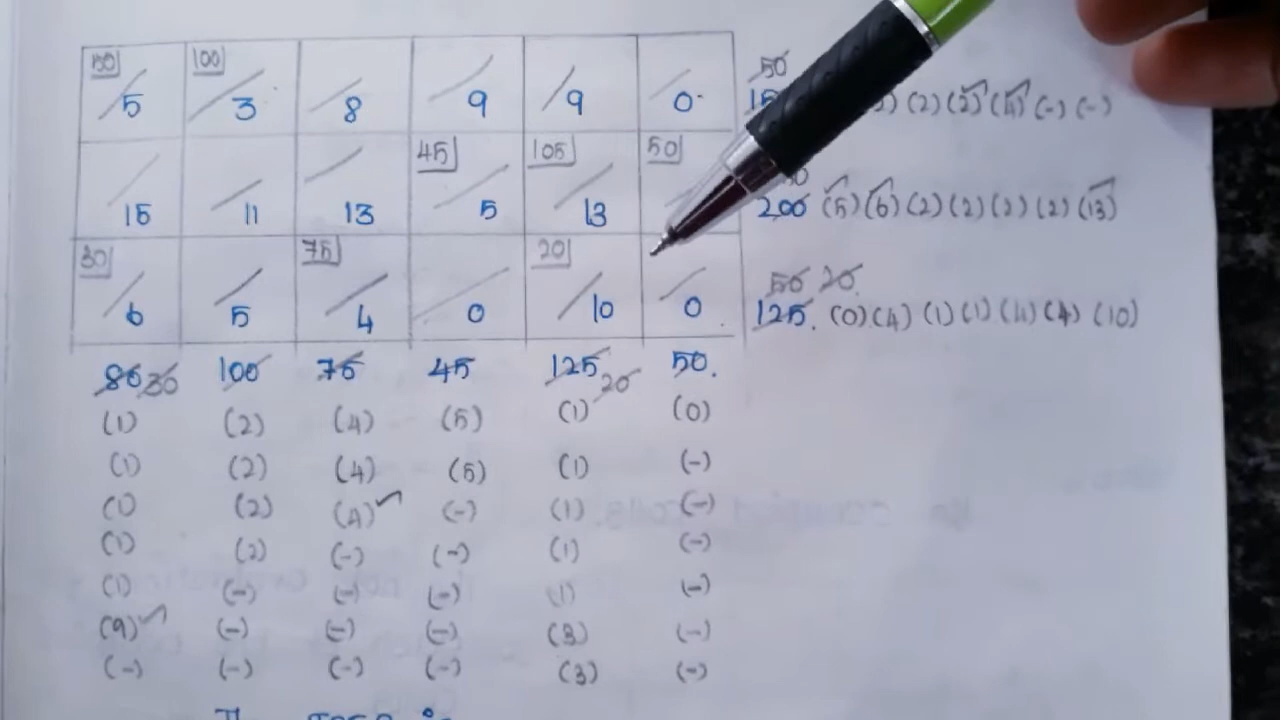 50 100
5 3 8 9 9 0 50
15 (2) (2) (1) (-) (-)
45 105 50
15 11 13 5 13 200 (5) (6) (2) (2) (2) (2) (13)
30 75 20 50 20
6 5 4 0 10 0 125 (0) (4) (1) (1) (4) (4) (10)
80 30 100 75 45 125 20 50.
(1) (2) (4) (5) (1) (0)
(1) (2) (4) (5) (1) (-)
(1) (2) (4) (-) (1) (-)
(1) (2) (-) (-) (1) (-)
(1) (-) (-) (-) (1) (-)
(9) (-) (-) (-) (3) (-)
(-) (-) (-) (-) (3) (-)